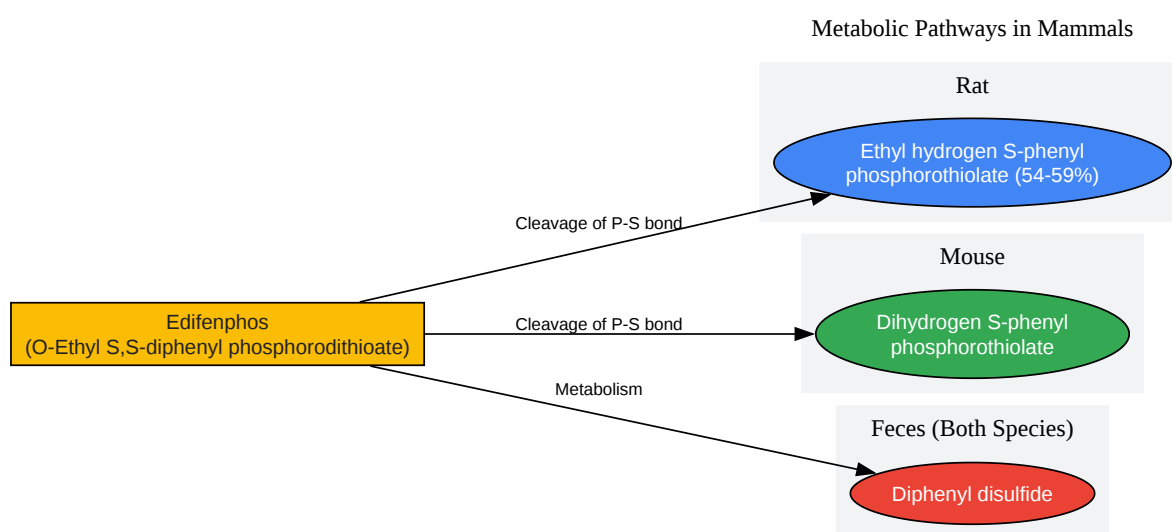 Metabolic Pathways in Mammals
Rat
Ethyl hydrogen S-phenyl
phosphorothiolate (54-59%)
Cleavage of P-S bond
Mouse
Edifenphos
(O-Ethyl S,S-diphenyl phosphorodithioate)
Cleavage of P-S bond
Dihydrogen S-phenyl
phosphorothiolate
Metabolism
Feces (Both Species)
Diphenyl disulfide